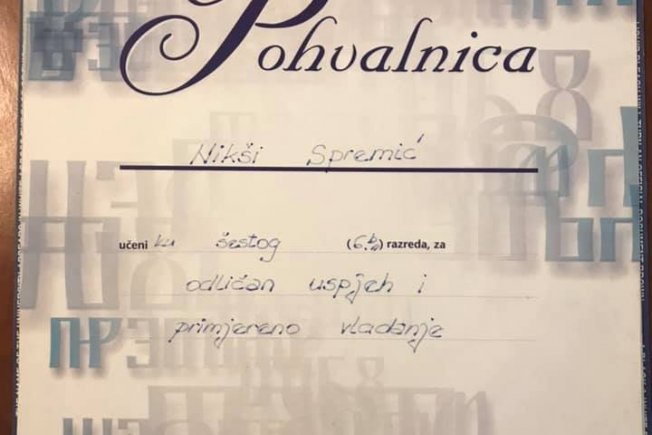 Pohvalnica
Nikši Spremić
učeniku šestog (6.b) razreda, za
odličan uspjeh i
primjereno vladanje